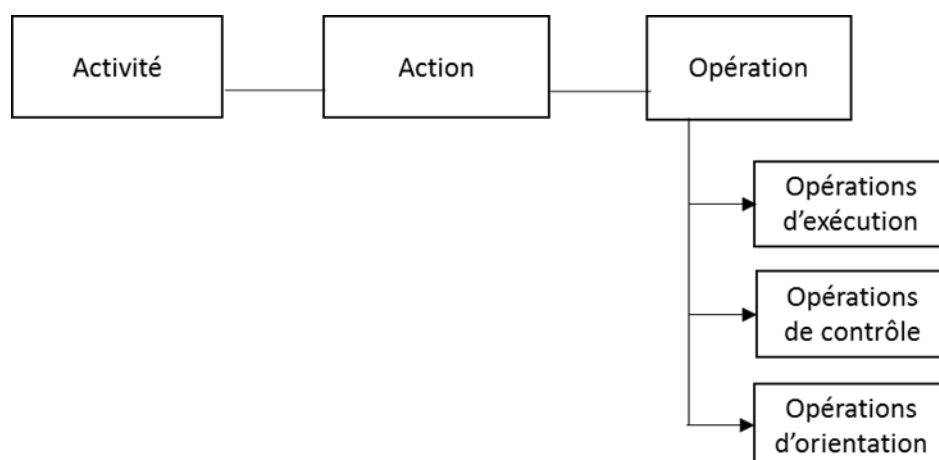 Activité
Action
Opération
Opérations
d’exécution
Opérations
de contrôle
Opérations
d’orientation